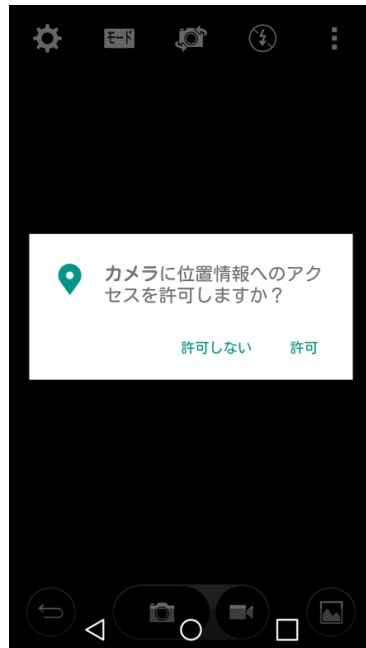 モード
カメラに位置情報へのアク
セスを許可しますか？
許可しない 許可